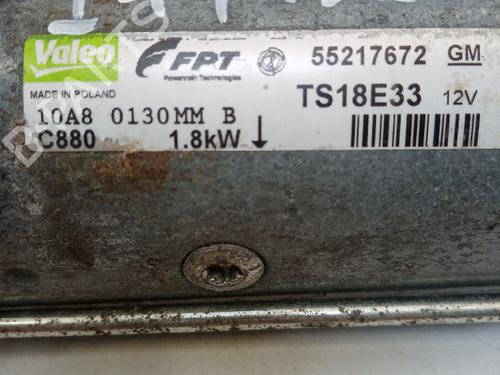 Valeo FPT Powertrain Technologies 55217672 GM
MADE IN POLAND TS18E33 12V
10A8 0130MM B
C880 1.8kW ↓